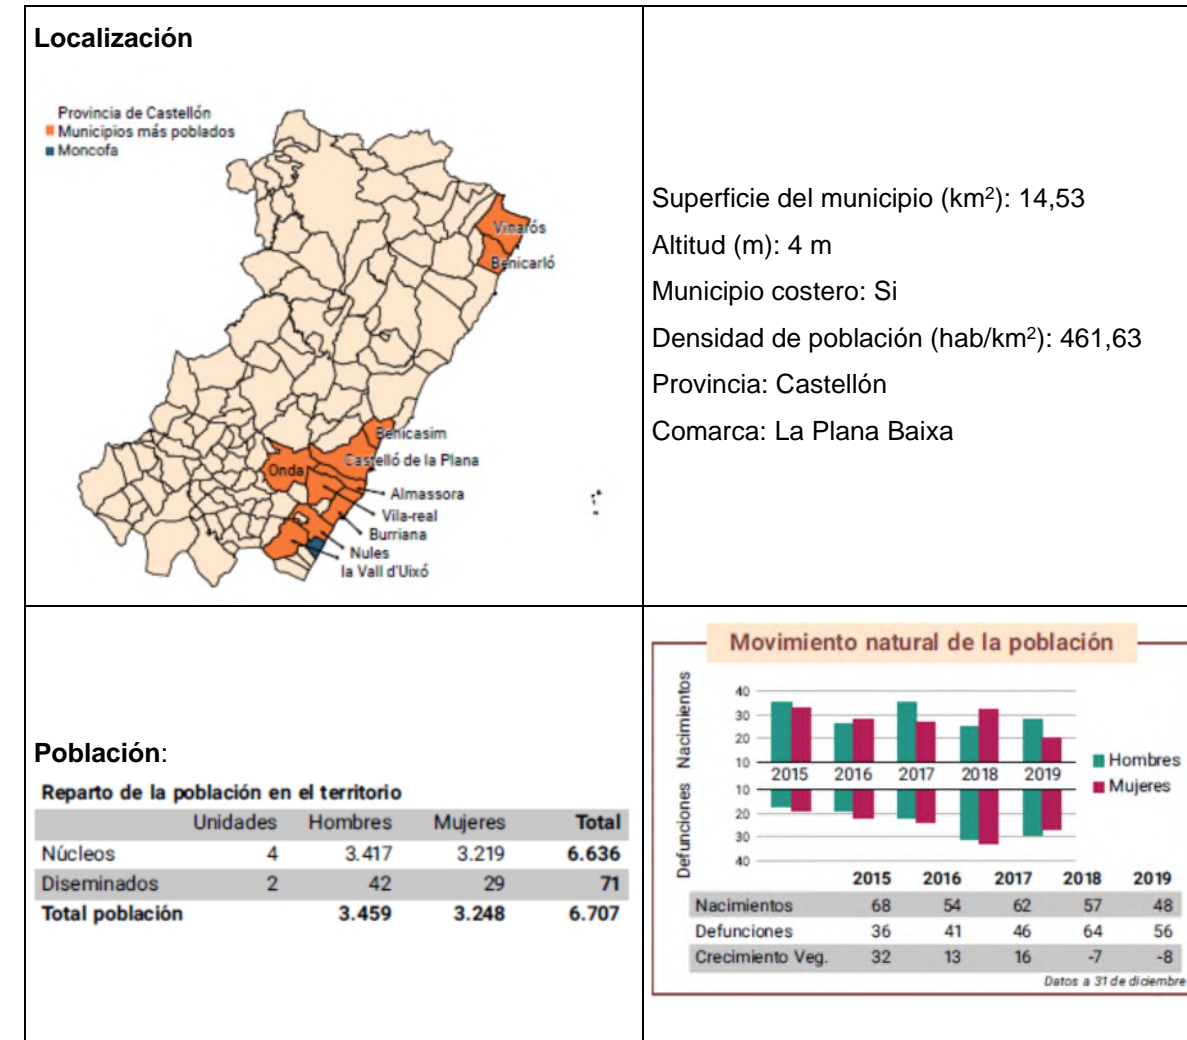 Localización
Provincia de Castellón
Municipios más poblados
Moncofa
Vinaròs
Benicarló
Benicasim
Castelló de la Plana
Onda
Almassora
Vila-real
Burriana
Nules
la Vall d'Uixó
Superficie del municipio (km²): 14,53
Altitud (m): 4 m
Municipio costero: Si
Densidad de población (hab/km²): 461,63
Provincia: Castellón
Comarca: La Plana Baixa
Población:
Reparto de la población en el territorio
Unidades Hombres Mujeres Total
Núcleos 4 3.417 3.219 6.636
Diseminados 2 42 29 71
Total población 3.459 3.248 6.707
Movimiento natural de la población
Nacimientos
40
30
20
10
2015 2016 2017 2018 2019
Defunciones
10
20
30
40
Hombres
Mujeres
2015 2016 2017 2018 2019
Nacimientos 68 54 62 57 48
Defunciones 36 41 46 64 56
Crecimiento Veg. 32 13 16 -7 -8
Datos a 31 de diciembre